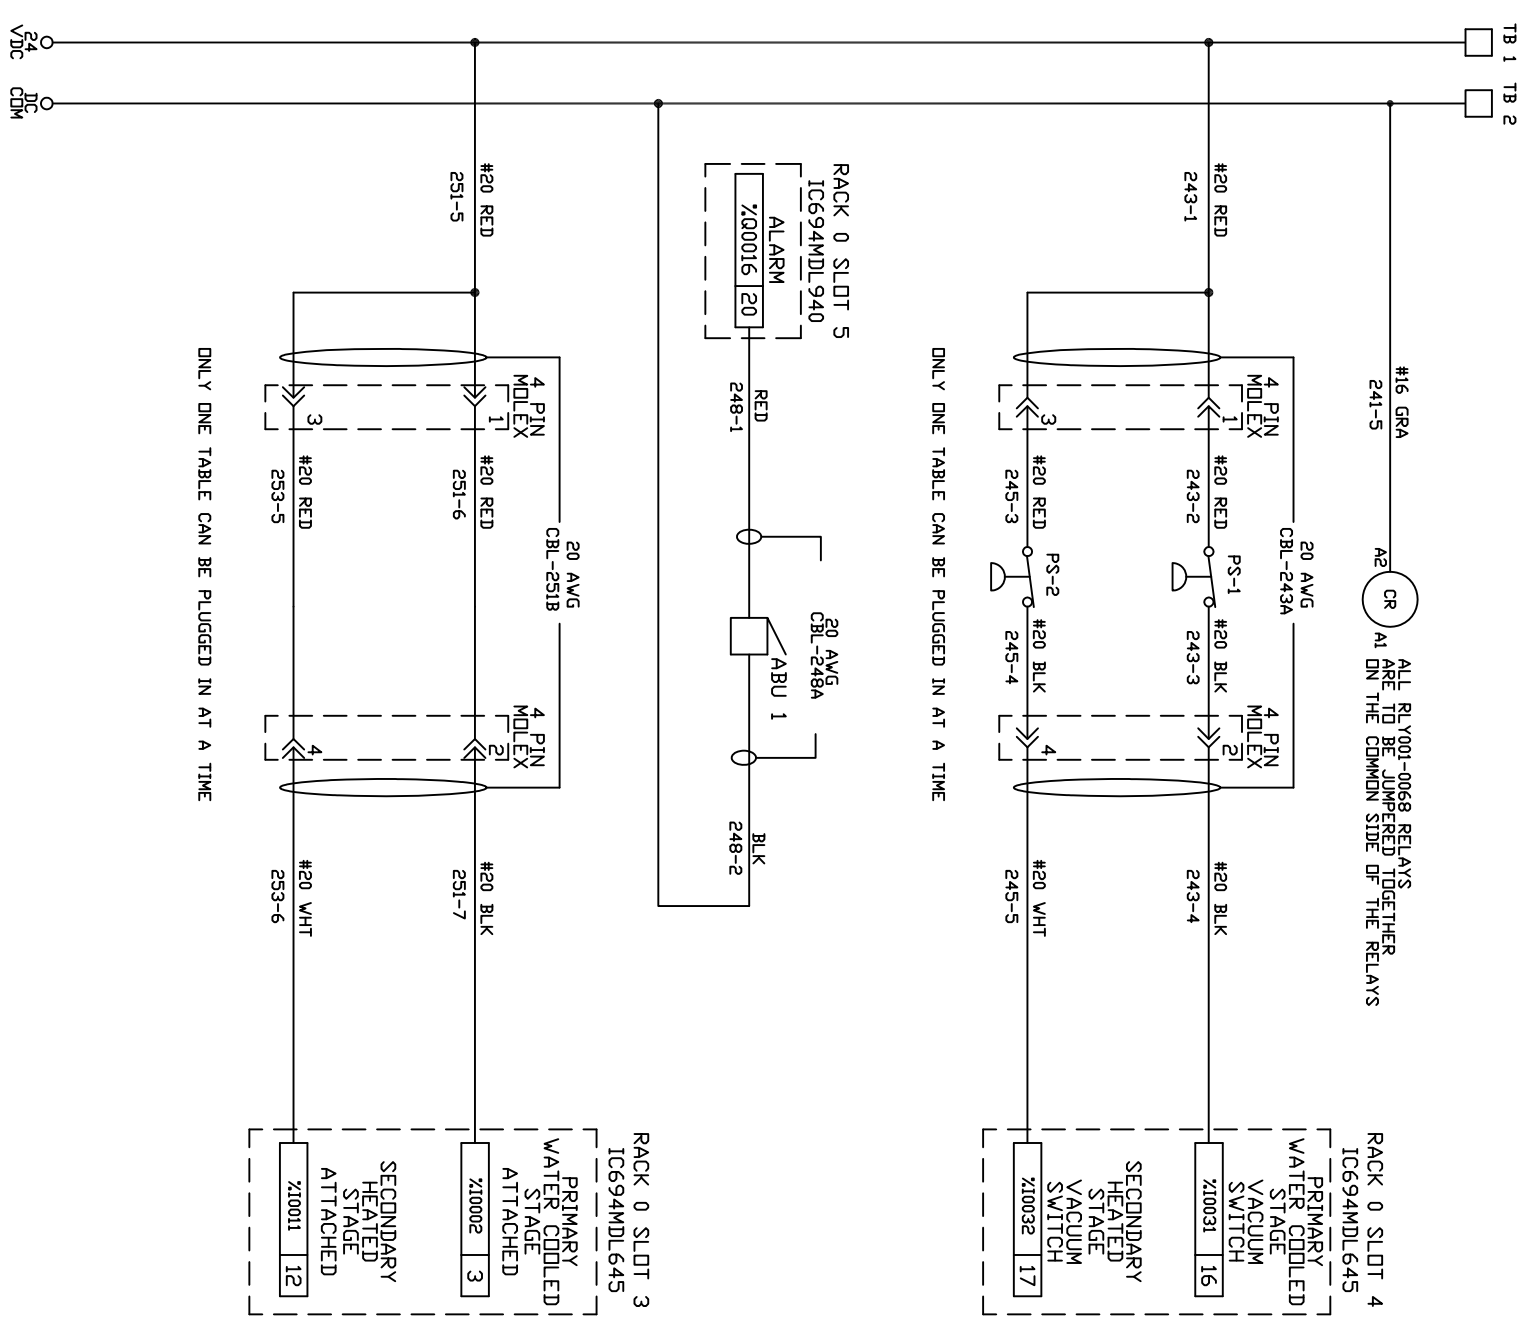 TB 1
TB 2
24
VDC
DC
COM
#16 GRA
241-5
A2
CR
A1
ALL RLY001-0068 RELAYS
ARE TO BE JUMPERED TOGETHER
ON THE COMMON SIDE OF THE RELAYS
#20 RED
243-1
4 PIN
MOLEX
1
3
#20 RED
243-2
#20 RED
245-3
20 AWG
CBL-243A
PS-1
PS-2
#20 BLK
243-3
#20 BLK
245-4
4 PIN
MOLEX
2
4
#20 BLK
243-4
#20 WHT
245-5
ONLY ONE TABLE CAN BE PLUGGED IN AT A TIME
RACK 0 SLOT 4
IC694MDL645
PRIMARY
WATER COOLED
STAGE
VACUUM
SWITCH
%I0031
16
SECONDARY
HEATED
STAGE
VACUUM
SWITCH
%I0032
17
RACK 0 SLOT 5
IC694MDL940
ALARM
%Q0016
20
RED
248-1
20 AWG
CBL-248A
ABU 1
BLK
248-2
#20 RED
251-5
4 PIN
MOLEX
1
3
#20 RED
251-6
#20 RED
253-5
20 AWG
CBL-251B
4 PIN
MOLEX
2
4
#20 BLK
251-7
#20 WHT
253-6
ONLY ONE TABLE CAN BE PLUGGED IN AT A TIME
RACK 0 SLOT 3
IC694MDL645
PRIMARY
WATER COOLED
STAGE
ATTACHED
%I0002
3
SECONDARY
HEATED
STAGE
ATTACHED
%I0011
12